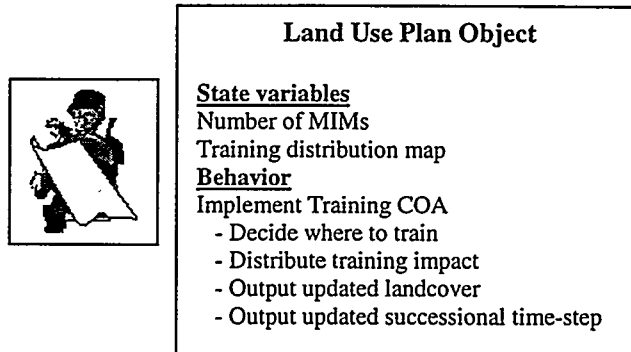 Land Use Plan Object
State variables
Number of MIMs
Training distribution map
Behavior
Implement Training COA
- Decide where to train
- Distribute training impact
- Output updated landcover
- Output updated successional time-step